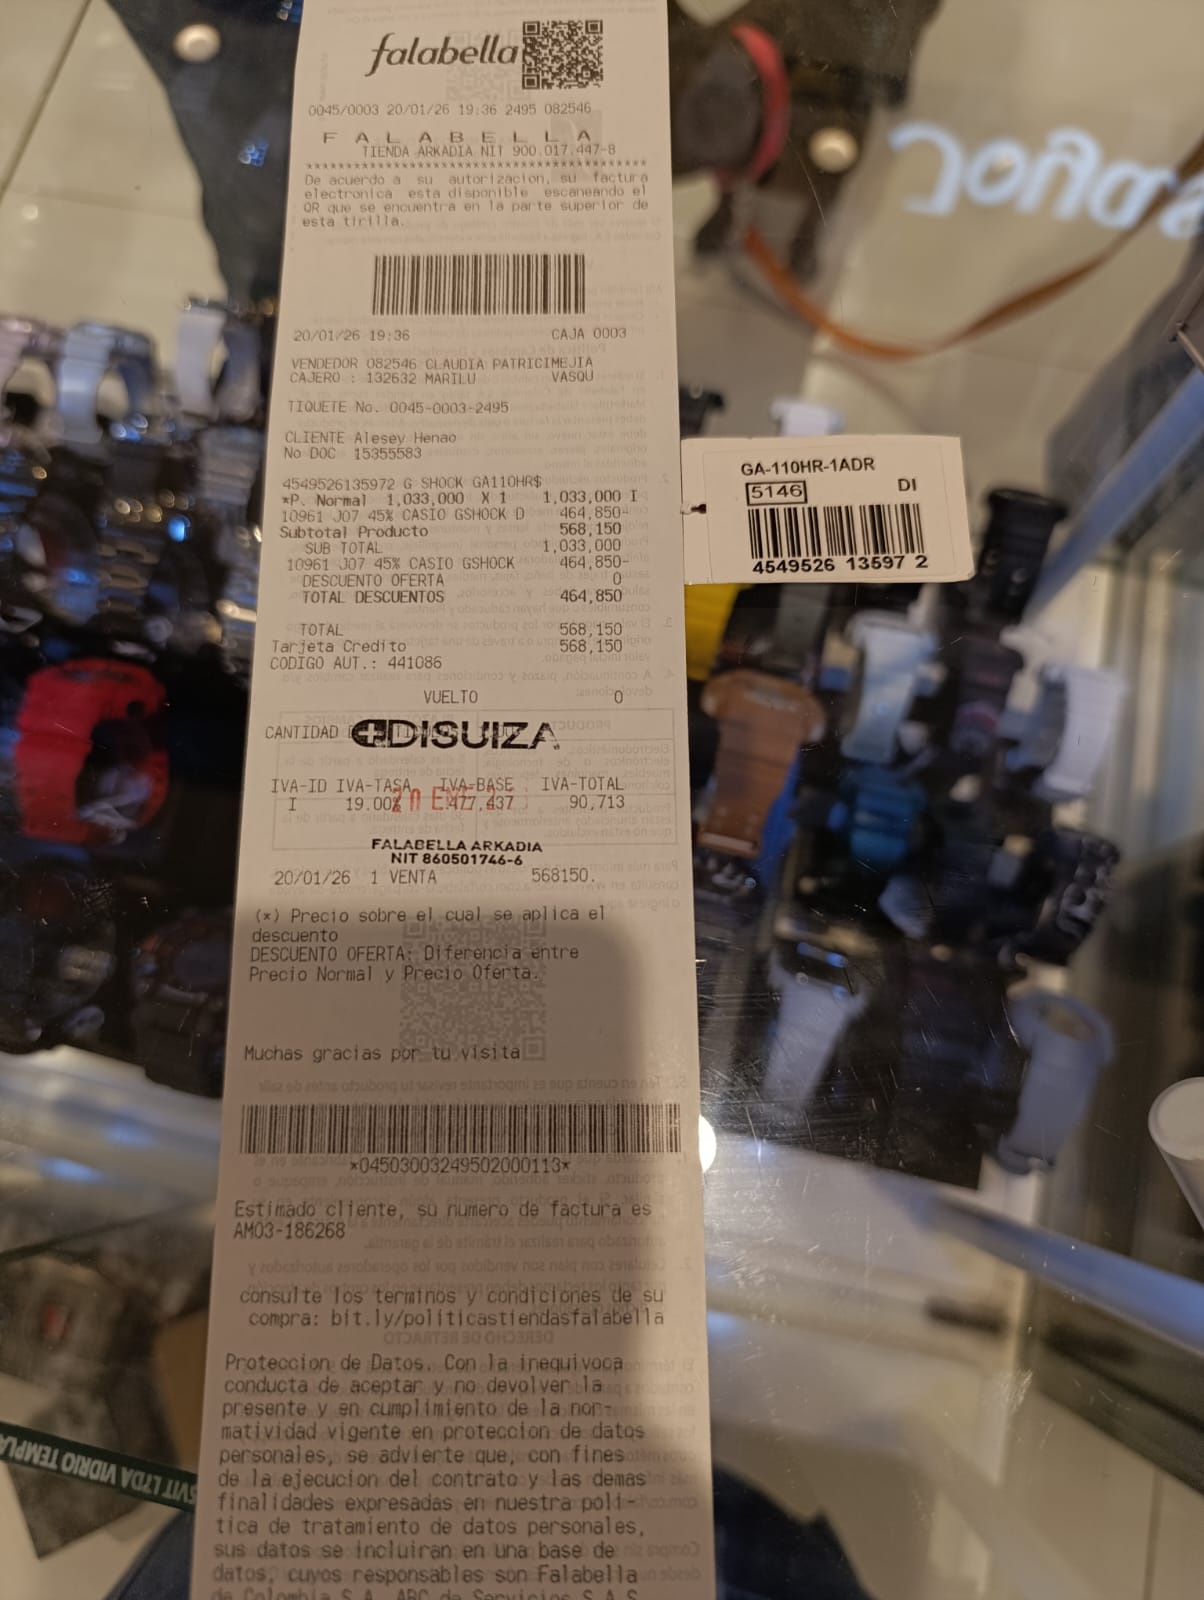 falabella
0045/0003 20/01/26 19:36 2495 082546
F A L A B E L L A
TIENDA ARKADIA NIT 900.017.447-8
De acuerdo a su autorizacion, su factura
electronica esta disponible escaneando el
QR que se encuentra en la parte superior de
esta tirilla.
20/01/26 19:36 CAJA 0003
VENDEDOR 082546 CLAUDIA PATRICIMEJIA
CAJERO : 132632 MARILU VASQU
TIQUETE No. 0045-0003-2495
CLIENTE Alesey Henao
No DOC 15355583
4549526135972 G SHOCK GA110HR$
*P. Normal 1,033,000 X 1 1,033,000 I
10961 J07 45% CASIO GSHOCK D 464,850-
Subtotal Producto 568,150
SUB TOTAL 1,033,000
10961 J07 45% CASIO GSHOCK 464,850-
DESCUENTO OFERTA 0
TOTAL DESCUENTOS 464,850
TOTAL 568,150
Tarjeta Credito 568,150
CODIGO AUT.: 441086
VUELTO 0
CANTIDAD
DISUIZA
IVA-ID IVA-TASA IVA-BASE IVA-TOTAL
I 19.00% 477,437 90,713
20 ENE
FALABELLA ARKADIA
NIT 860501746-6
20/01/26 1 VENTA 568150.
(*) Precio sobre el cual se aplica el
descuento
DESCUENTO OFERTA: Diferencia entre
Precio Normal y Precio Oferta.
Muchas gracias por tu visita
*04503003249502000113*
Estimado cliente, su numero de factura es
AM03-186268
consulte los terminos y condiciones de su
compra: bit.ly/politicastiendasfalabella
Proteccion de Datos. Con la inequivoca
conducta de aceptar y no devolver la
presente y en cumplimiento de la nor-
matividad vigente en proteccion de datos
personales, se advierte que, con fines
de la ejecucion del contrato y las demas
finalidades expresadas en nuestra poli-
tica de tratamiento de datos personales,
sus datos se incluiran en una base de
datos, cuyos responsables son Falabella
de Colombia S.A. ABC de Servicios S.A.S
GA-110HR-1ADR
5146 DI
4549526 13597 2
SVIT LTDA VIDRIO TEMPLA